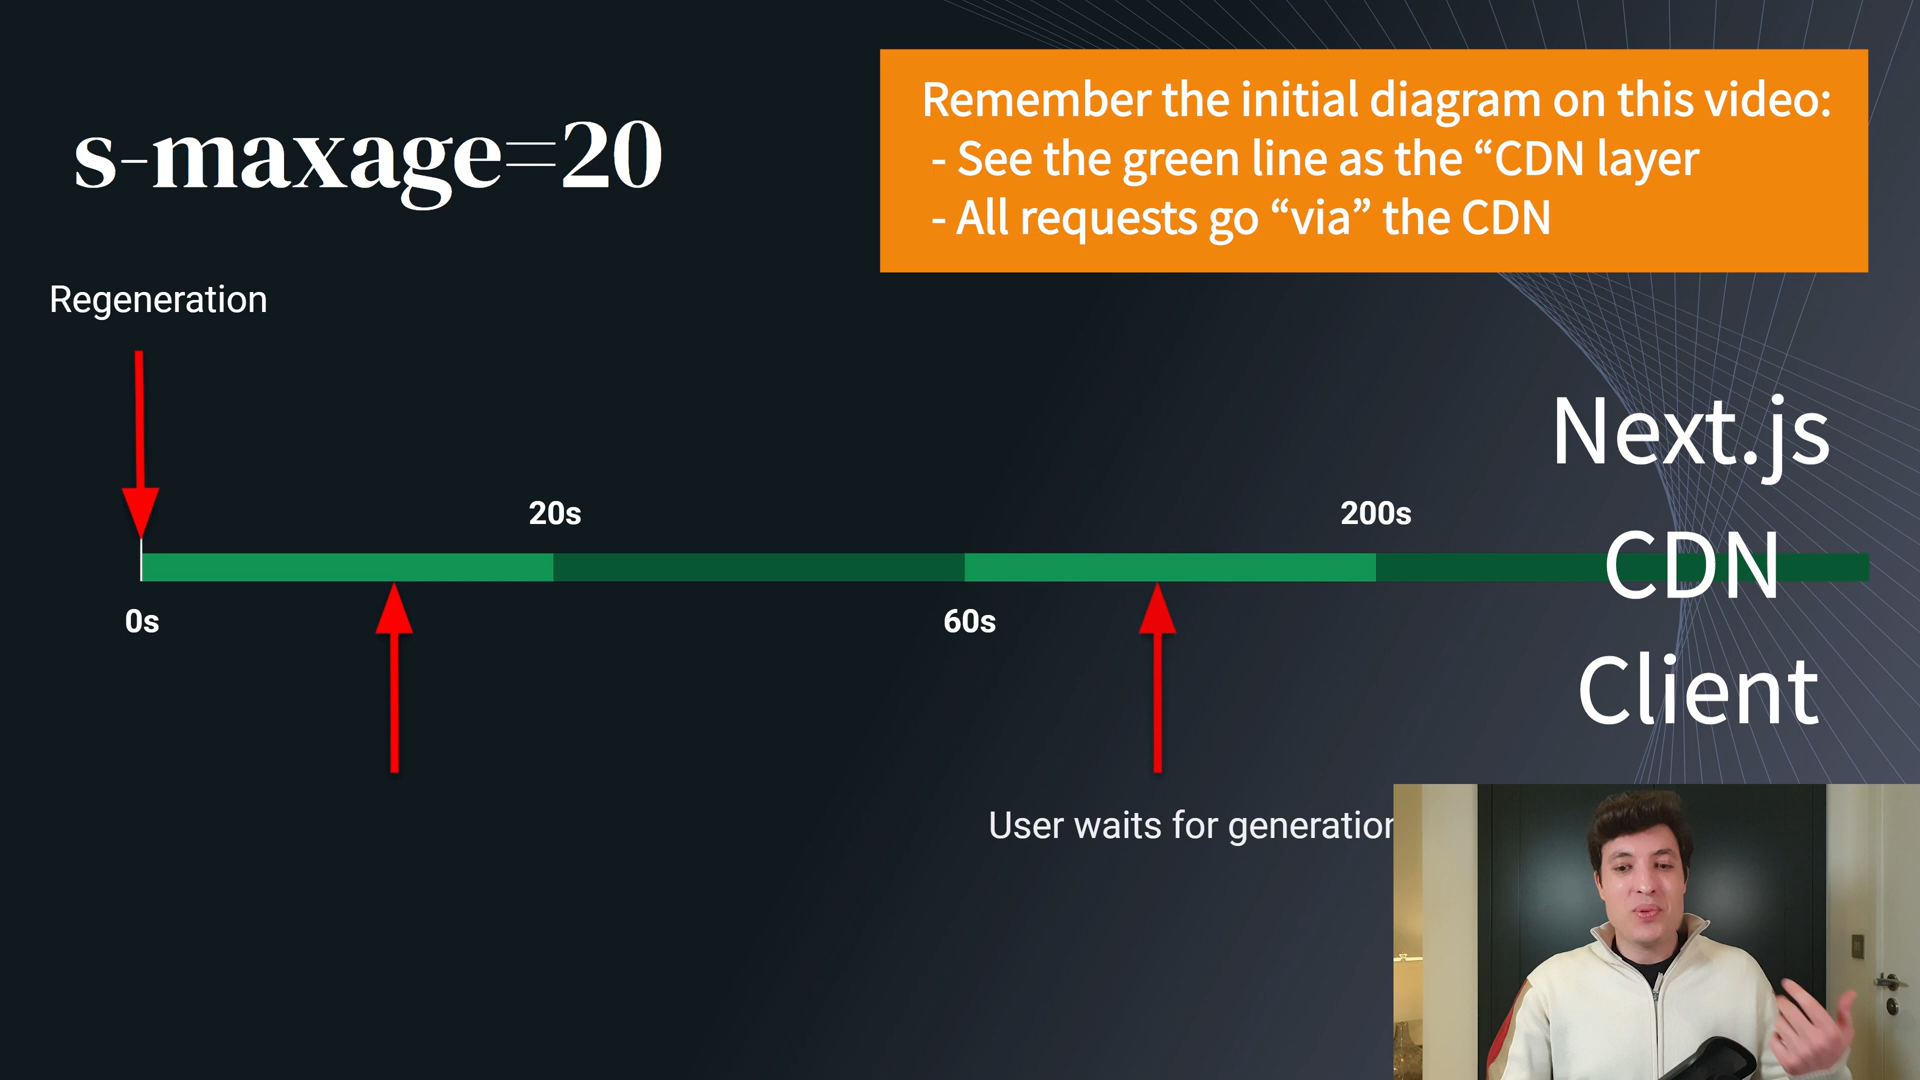 s-maxage=20
Remember the initial diagram on this video:
- See the green line as the “CDN layer
- All requests go “via” the CDN
Regeneration
Next.js
20s
200s
CDN
0s
60s
Client
User waits for generation